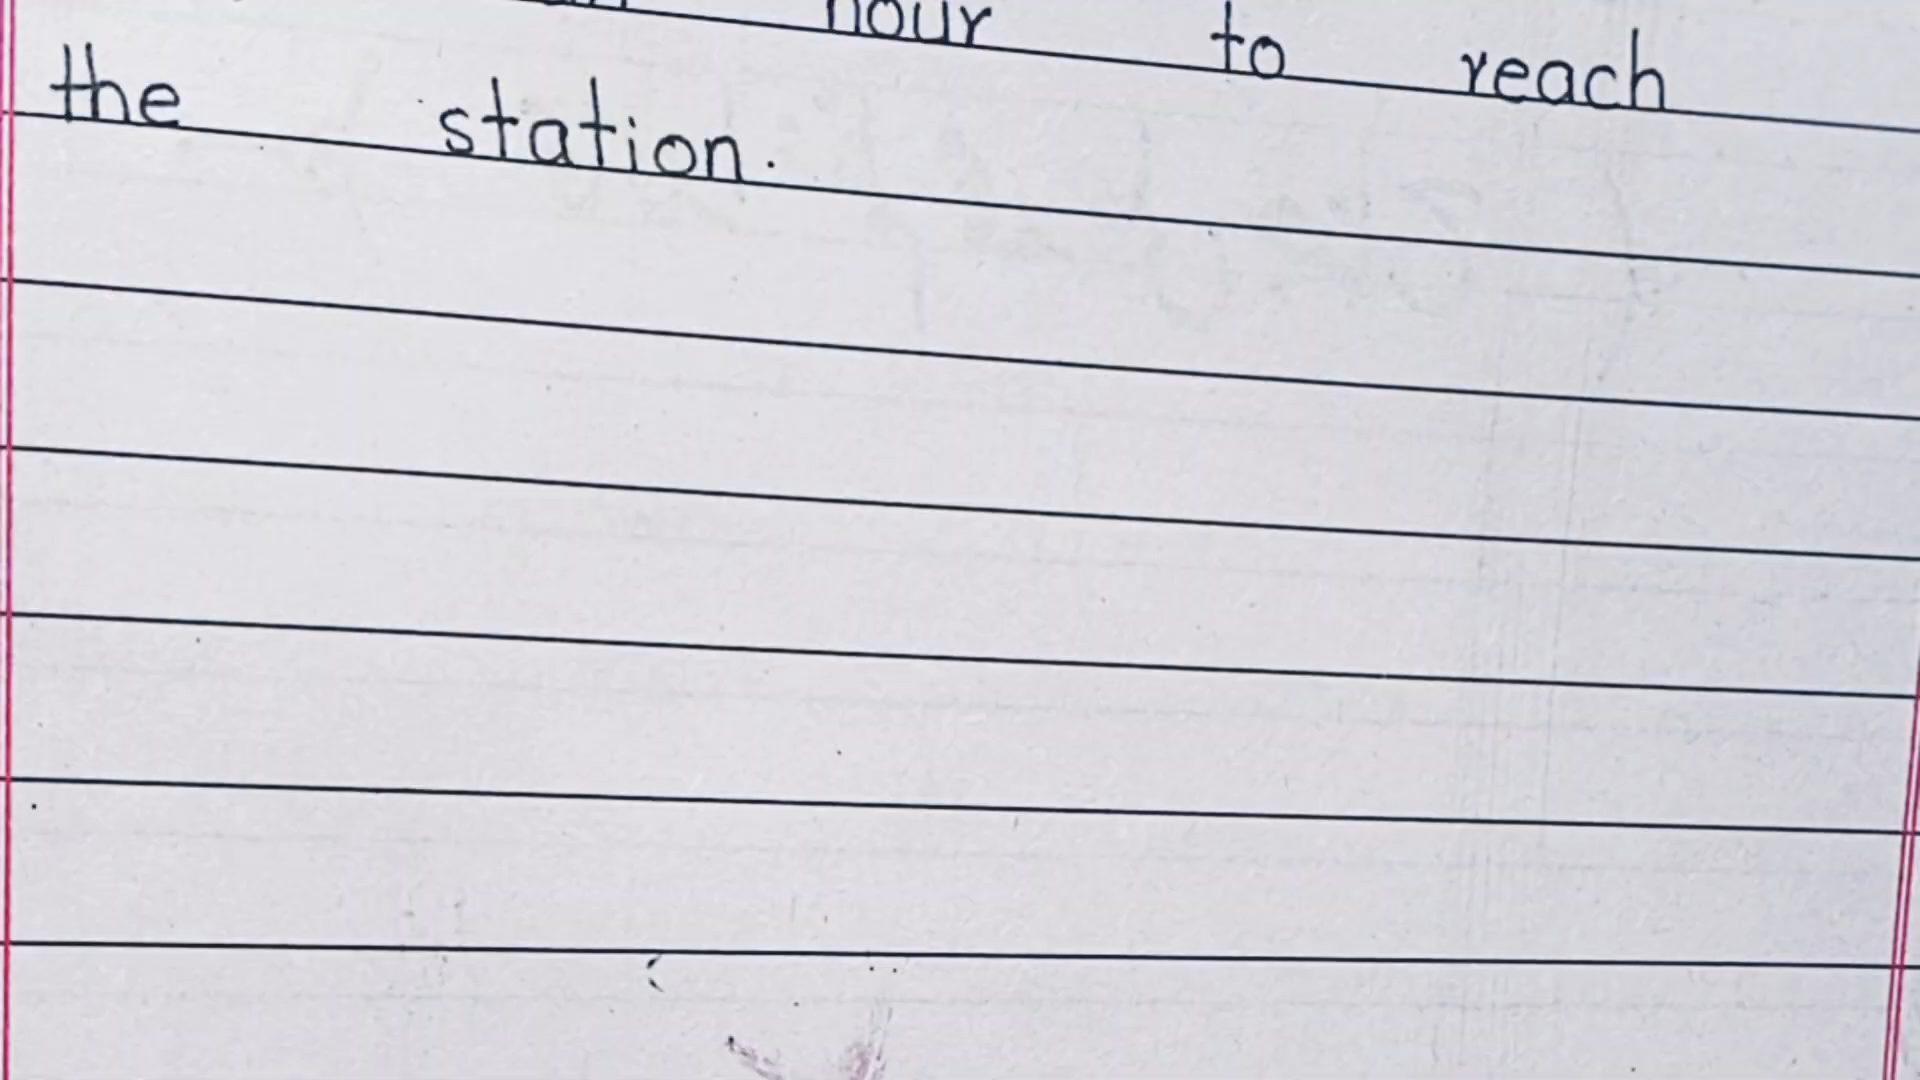 hour to reach
the station.